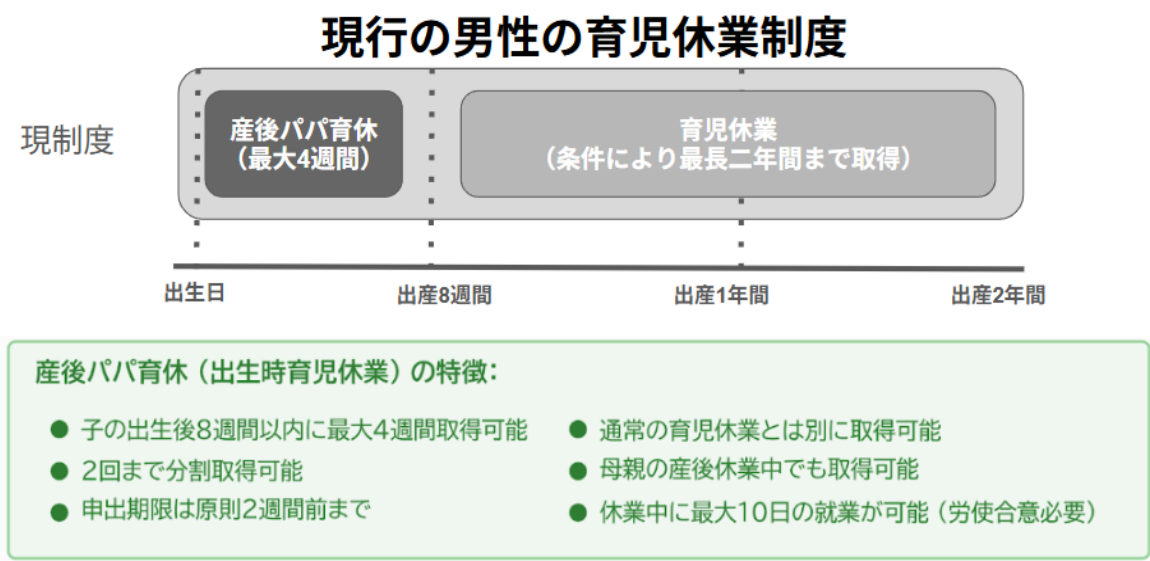 現行の男性の育児休業制度
現制度
産後パパ育休
（最大4週間）
育児休業
（条件により最長二年間まで取得）
出生日
出産8週間
出産1年間
出産2年間
産後パパ育休（出生時育児休業）の特徴：
● 子の出生後8週間以内に最大4週間取得可能
● 2回まで分割取得可能
● 申出期限は原則2週間前まで
● 通常の育児休業とは別に取得可能
● 母親の産後休業中でも取得可能
● 休業中に最大10日の就業が可能（労使合意必要）